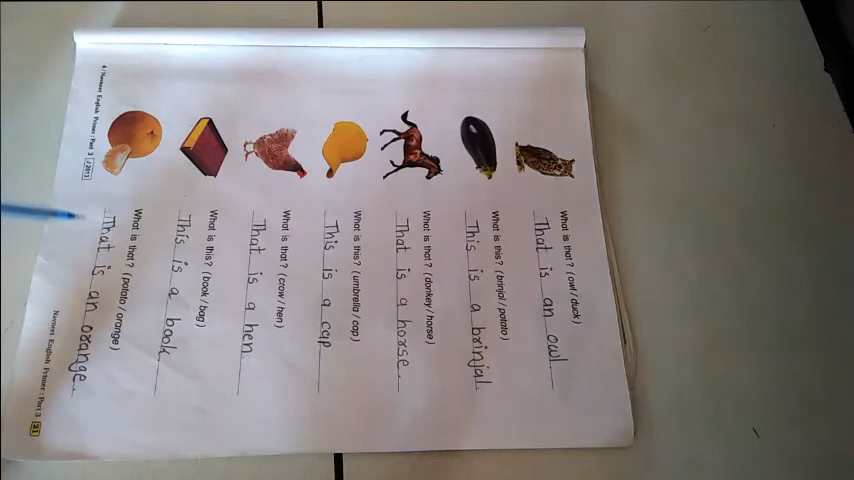 What is that? (owl / duck)
That is an owl.
What is this? (brinjal / potato)
This is a brinjal.
What is that? (donkey / horse)
That is a horse.
What is this? (umbrella / cap)
This is a cap
What is that? (crow / hen)
That is a hen
What is this? (book / bag)
This is a book
What is that? (potato / orange)
That is an orange.
4 / Navneet English Primer : Part 3 J 2013
Navneet English Primer : Part 3 21